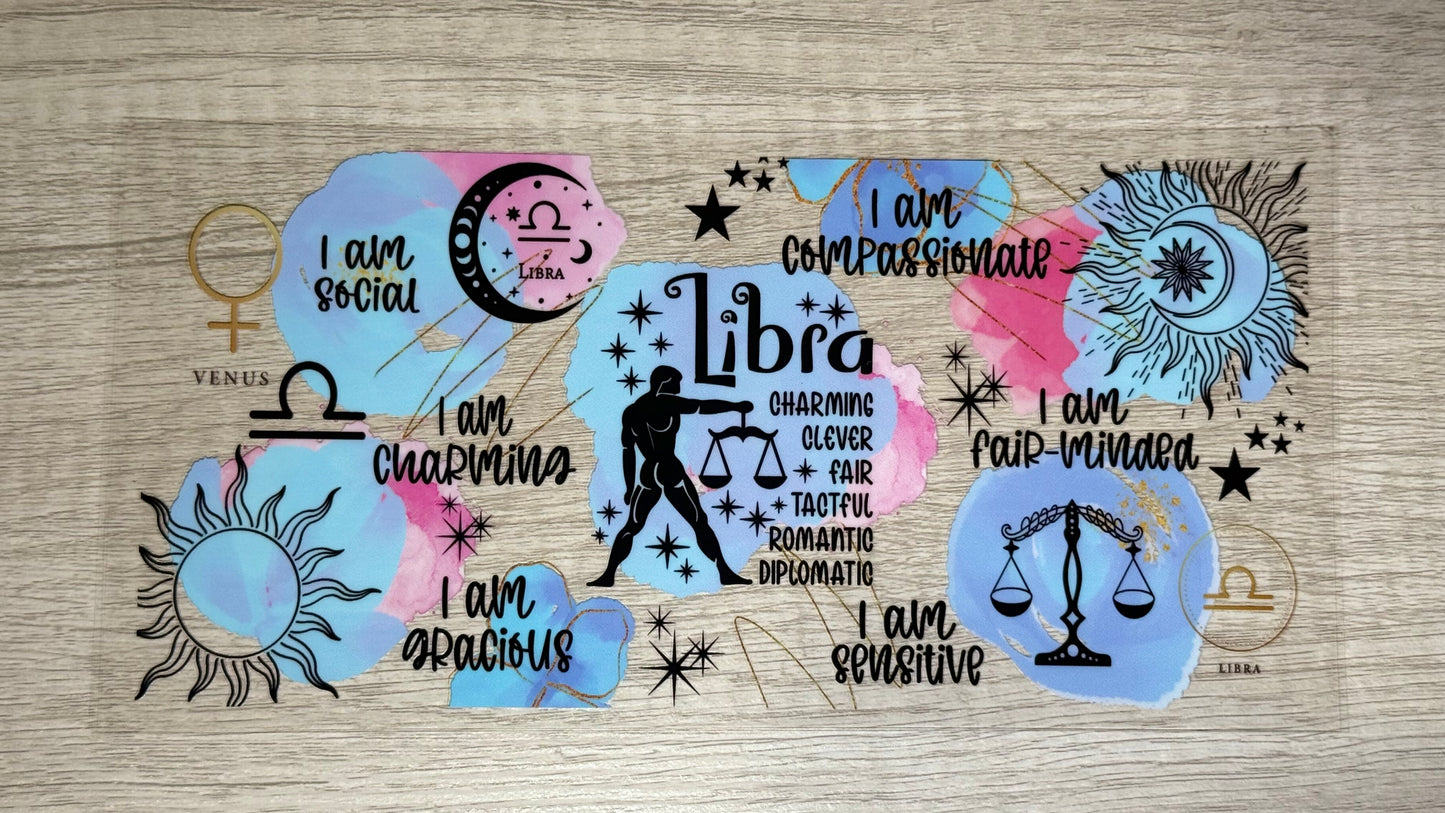 I am
social
Libra
VENUS
I am
charming
I am
gracious
Libra
CHARMING
CLEVER
FAIR
TACTFUL
ROMANTIC
DIPLOMATIC
I am
compassionate
I am
fair-minded
I am
sensitive
LIBRA